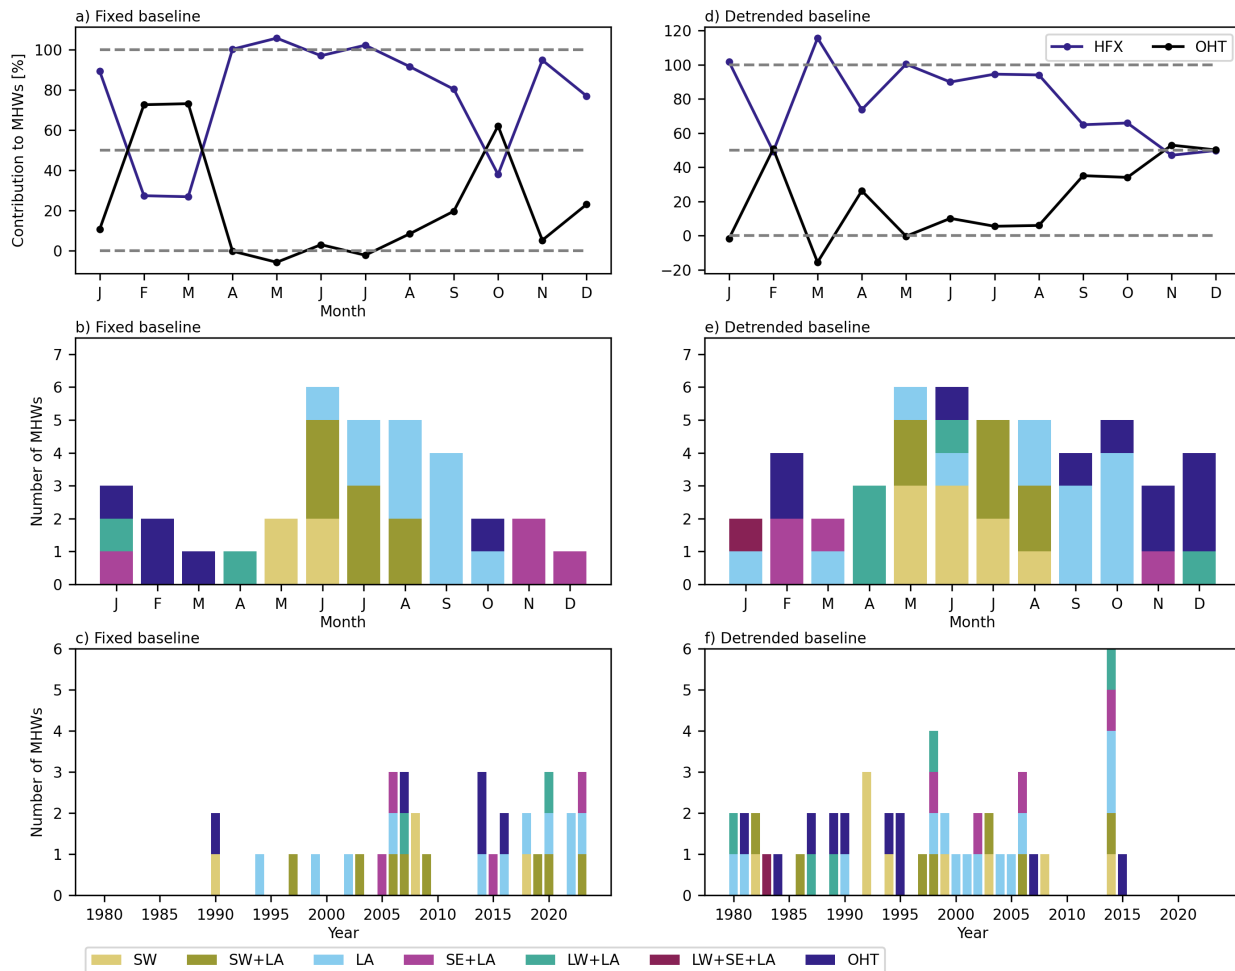 a) Fixed baseline
Contribution to MHWs [%]
100
80
60
40
20
0
J F M A M J J A S O N D
Month
d) Detrended baseline
HFX OHT
120
100
80
60
40
20
0
−20
J F M A M J J A S O N D
b) Fixed baseline
Number of MHWs
7
6
5
4
3
2
1
0
J F M A M J J A S O N D
Month
e) Detrended baseline
7
6
5
4
3
2
1
0
J F M A M J J A S O N D
Month
c) Fixed baseline
Number of MHWs
6
5
4
3
2
1
0
1980 1985 1990 1995 2000 2005 2010 2015 2020
Year
f) Detrended baseline
6
5
4
3
2
1
0
1980 1985 1990 1995 2000 2005 2010 2015 2020
Year
SW SW+LA LA SE+LA LW+LA LW+SE+LA OHT